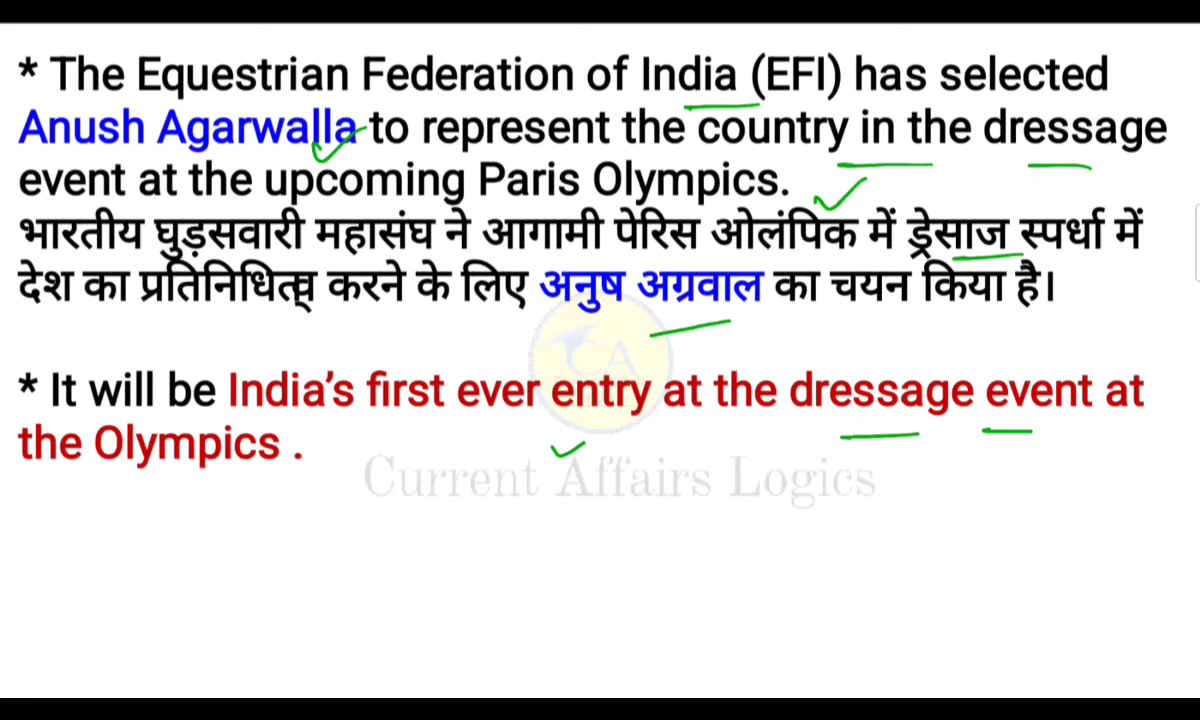 * The Equestrian Federation of India (EFI) has selected
Anush Agarwalla to represent the country in the dressage
event at the upcoming Paris Olympics.
भारतीय घुड़सवारी महासंघ ने आगामी पेरिस ओलंपिक में ड्रेसाज स्पर्धा में
देश का प्रतिनिधित्व् करने के लिए अनुष अग्रवाल का चयन किया है।
* It will be India's first ever entry at the dressage event at
the Olympics .
CA
Current Affairs Logics